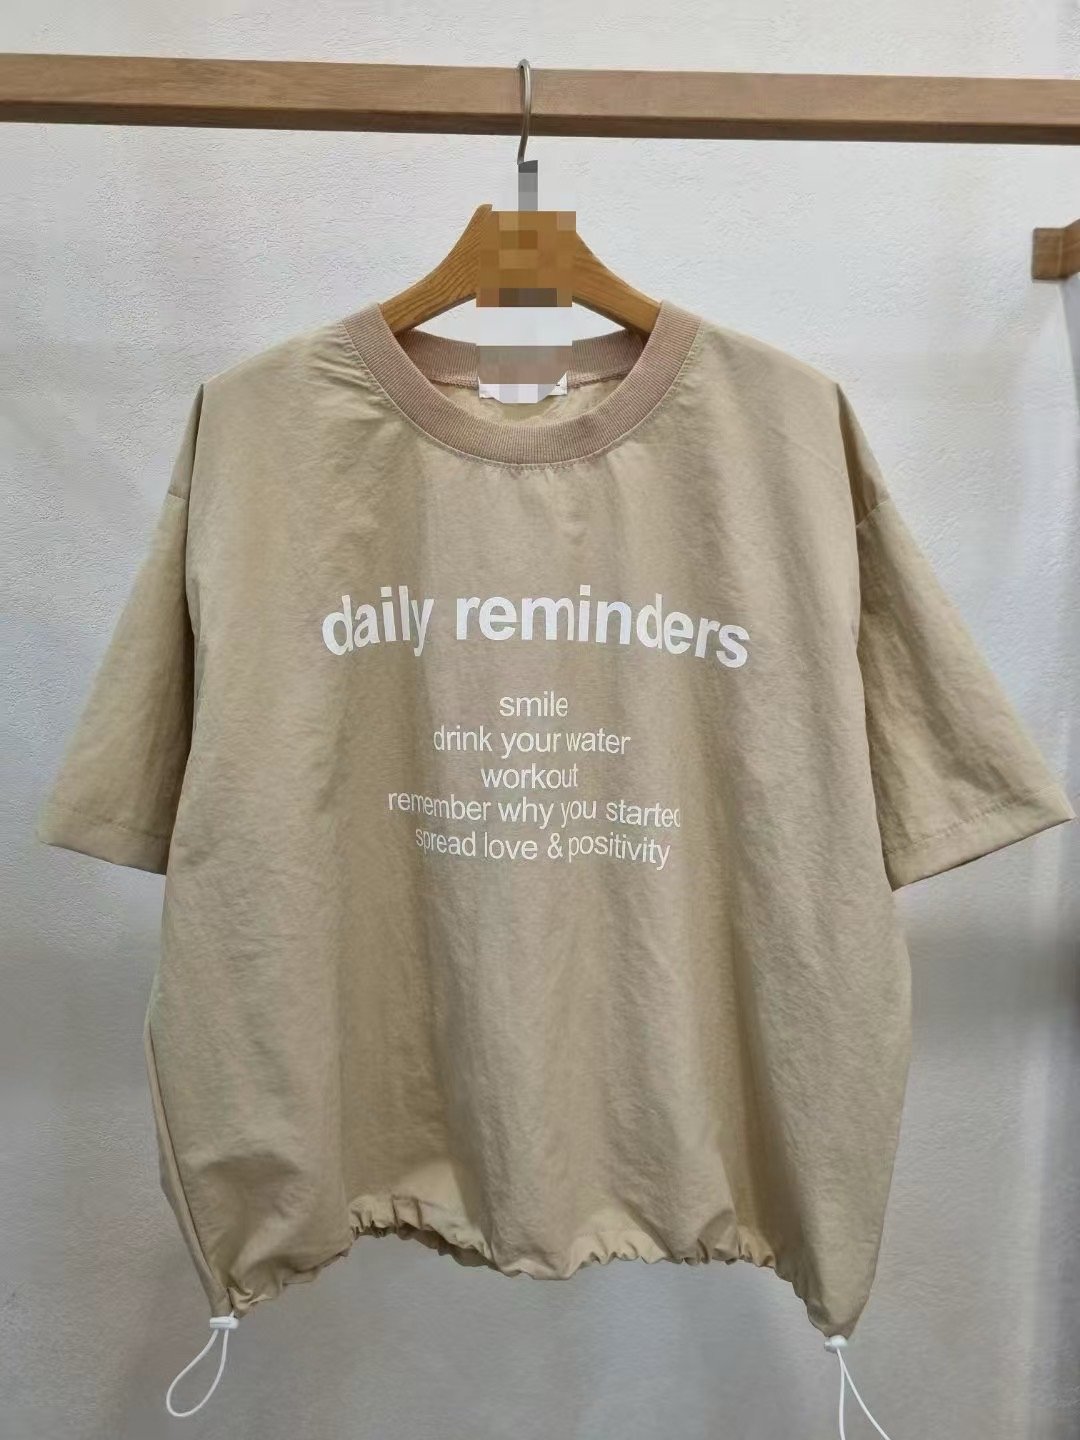 daily reminders
smile
drink your water
workout
remember why you started
spread love & positivity